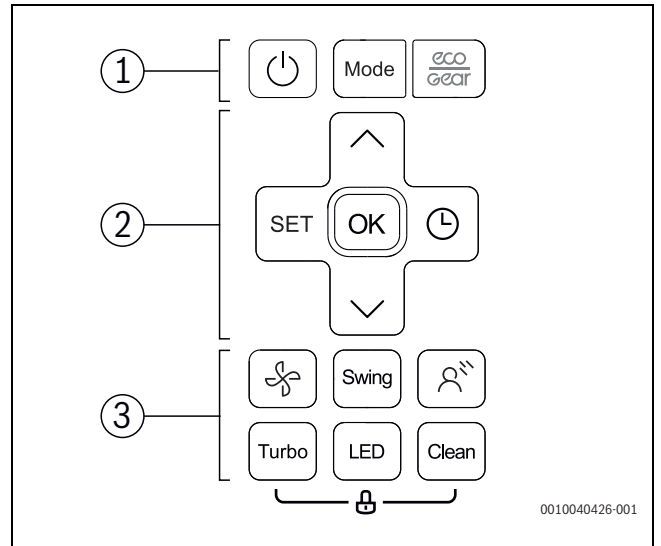 1
Mode
eco
Gear
2
SET
OK
3
Swing
Turbo
LED
Clean
0010040426-001